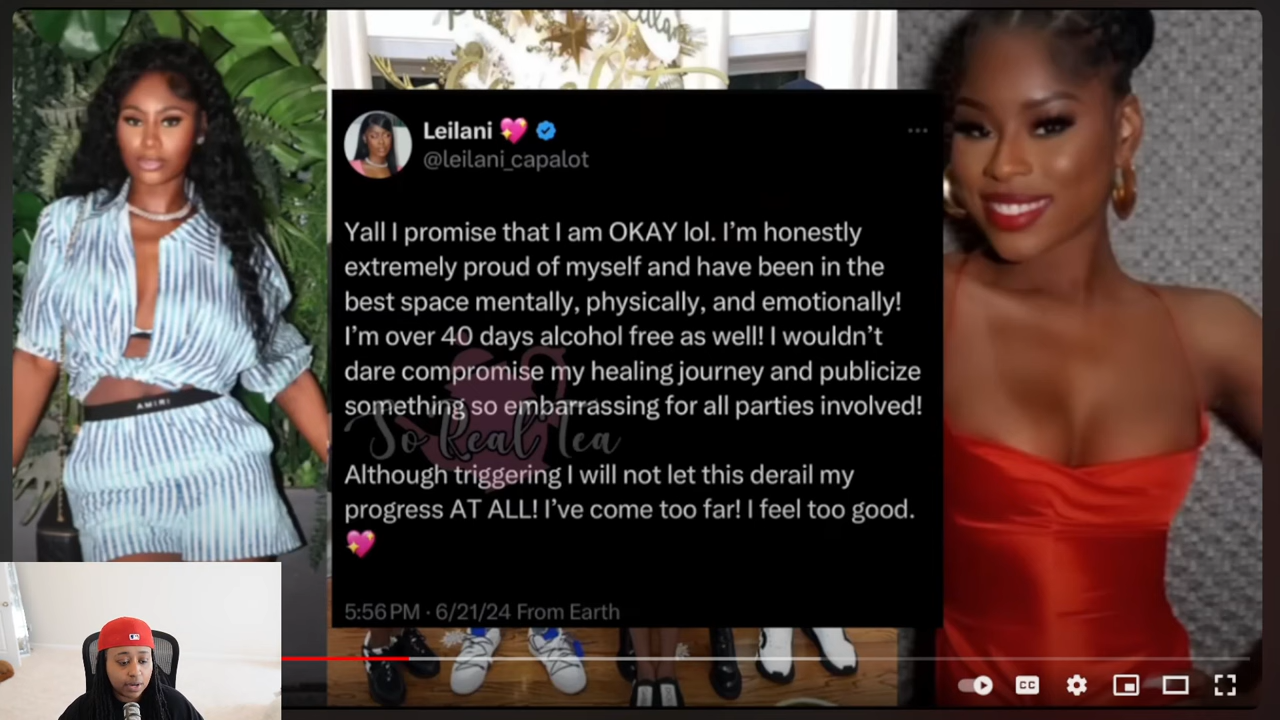 Leilani 💖
@leilani_capalot
Yall I promise that I am OKAY lol. I’m honestly
extremely proud of myself and have been in the
best space mentally, physically, and emotionally!
I’m over 40 days alcohol free as well! I wouldn’t
dare compromise my healing journey and publicize
something so embarrassing for all parties involved!
So Real Tea
Although triggering I will not let this derail my
progress AT ALL! I’ve come too far! I feel too good.
💖
5:56 PM · 6/21/24 From Earth
AMIRI
CC